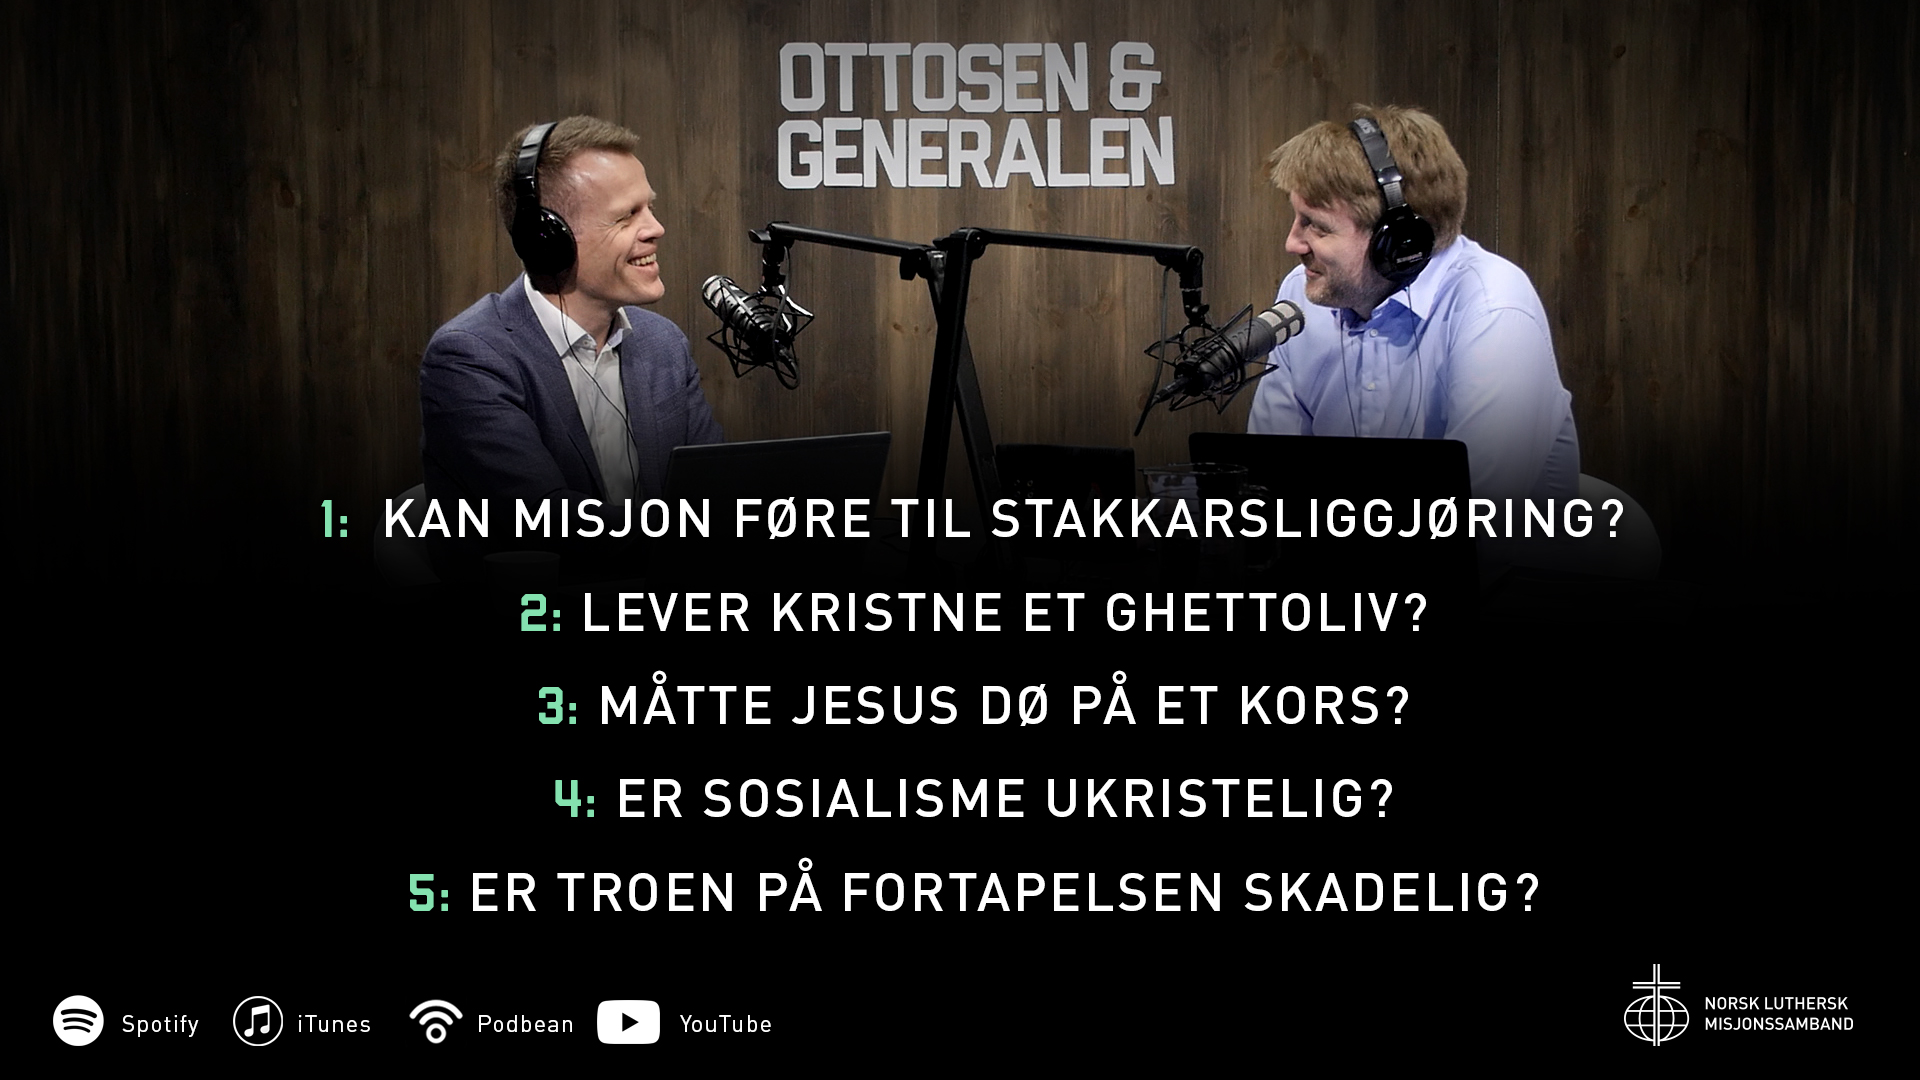 OTTOSEN &
GENERALEN
1: KAN MISJON FØRE TIL STAKKARSLIGGJØRING?
2: LEVER KRISTNE ET GHETTOLIV?
3: MÅTTE JESUS DØ PÅ ET KORS?
4: ER SOSIALISME UKRISTELIG?
5: ER TROEN PÅ FORTAPELSEN SKADELIG?
Spotify iTunes Podbean YouTube
NORSK LUTHERSK
MISJONSSAMBAND